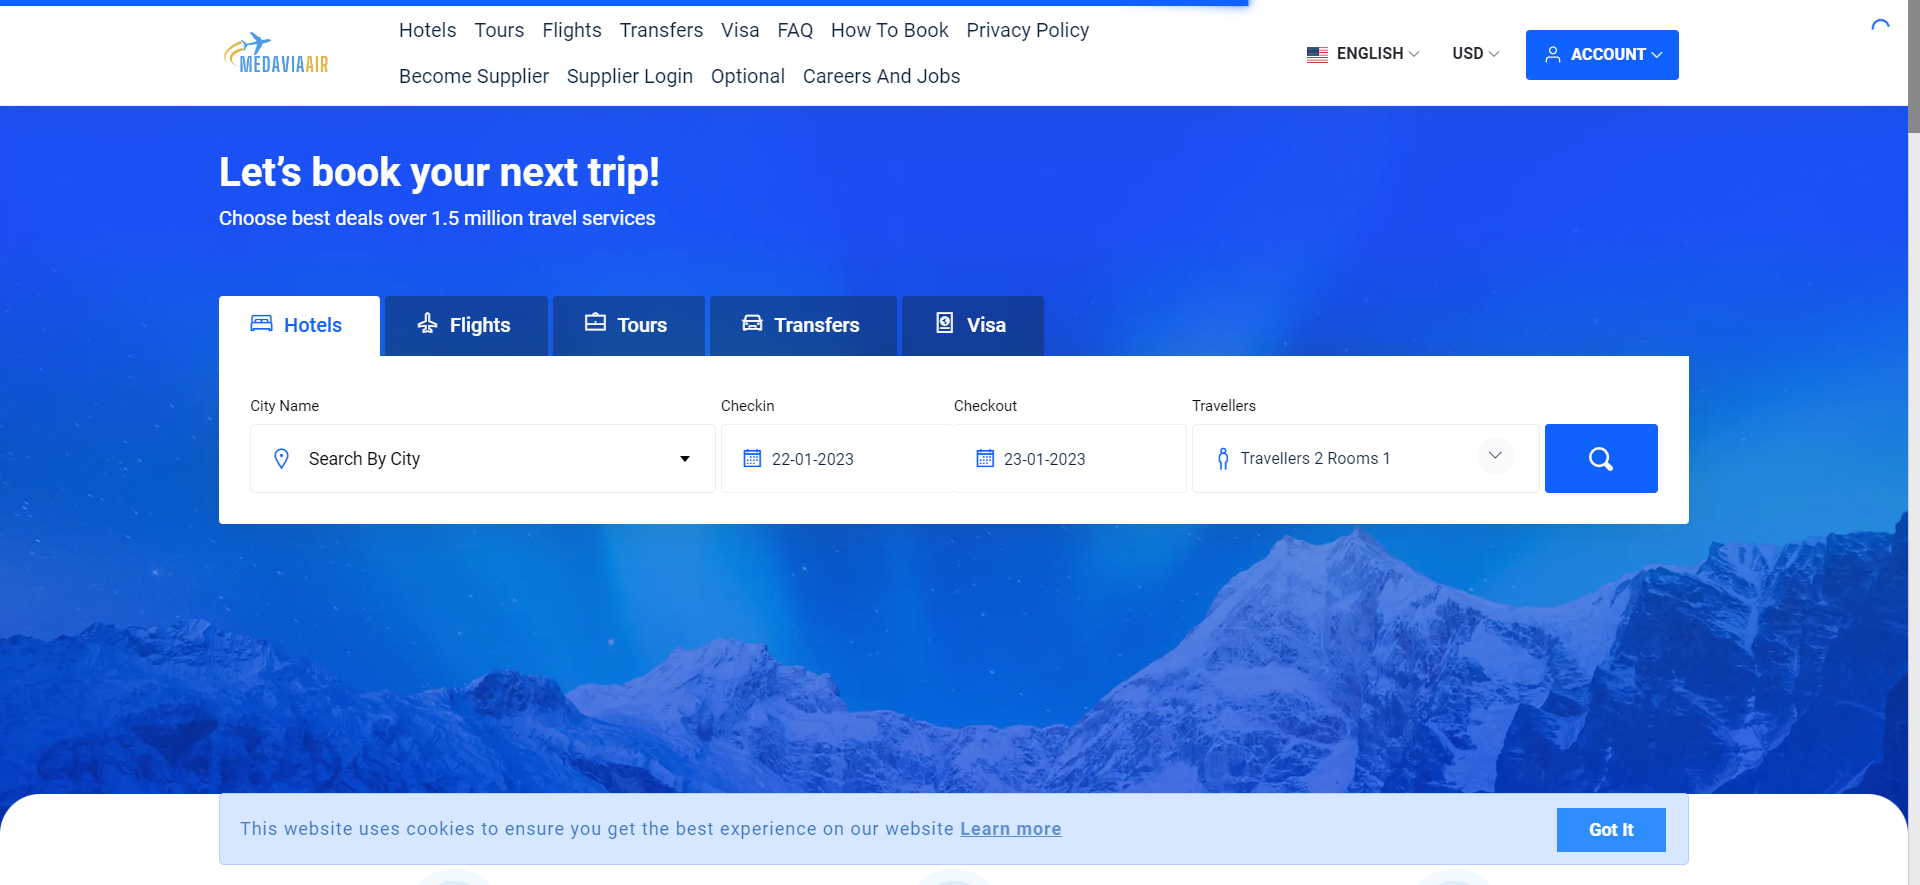 MEDAVIAAIR
Hotels Tours Flights Transfers Visa FAQ How To Book Privacy Policy
Become Supplier Supplier Login Optional Careers And Jobs
ENGLISH USD ACCOUNT
Let’s book your next trip!
Choose best deals over 1.5 million travel services
Hotels Flights Tours Transfers Visa
City Name Checkin Checkout Travellers
Search By City 22-01-2023 23-01-2023 Travellers 2 Rooms 1
This website uses cookies to ensure you get the best experience on our website Learn more
Got It